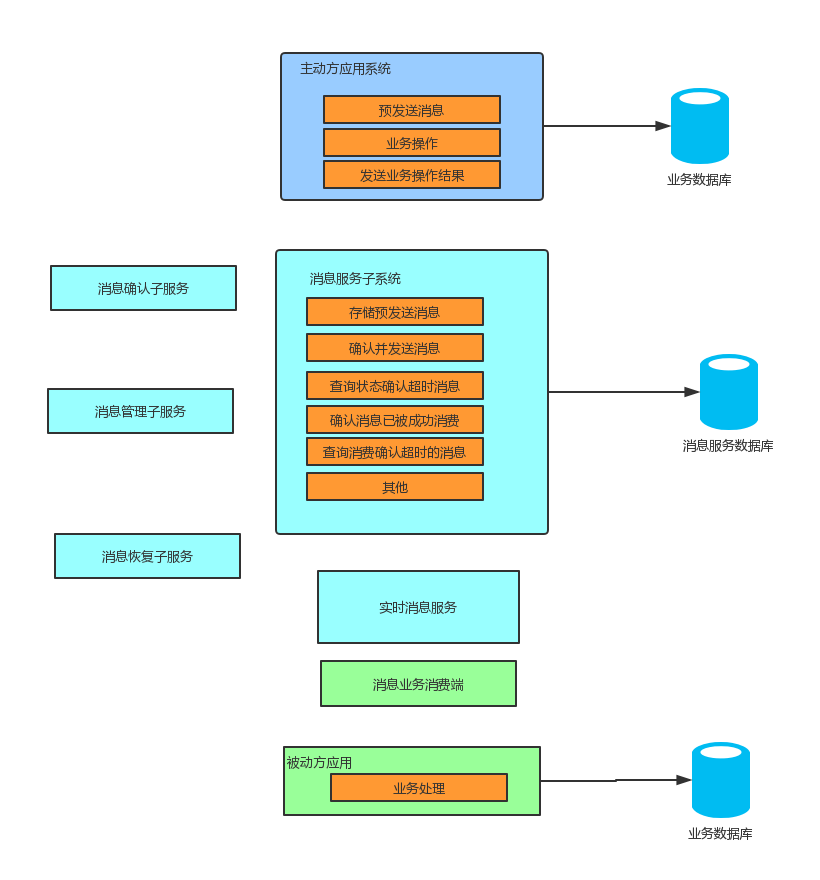 主动方应用系统
预发送消息
业务操作
发送业务操作结果
业务数据库
消息服务子系统
消息确认子服务
存储预发送消息
确认并发送消息
查询状态确认超时消息
消息管理子服务
确认消息已被成功消费
消息服务数据库
查询消费确认超时的消息
其他
消息恢复子服务
实时消息服务
消息业务消费端
被动方应用
业务处理
业务数据库